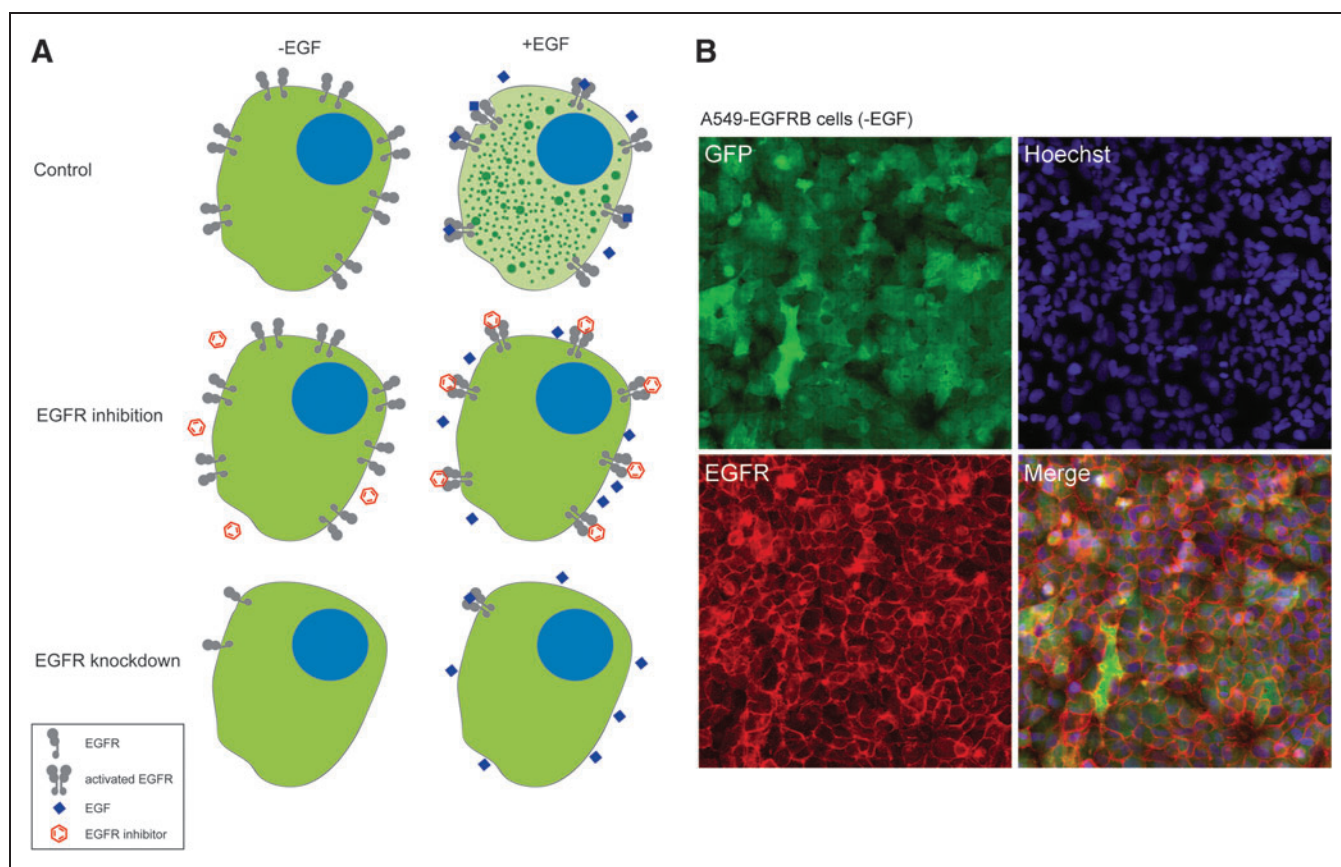 A
-EGF
+EGF
Control
EGFR inhibition
EGFR knockdown
EGFR
activated EGFR
EGF
EGFR inhibitor
B
A549-EGFRB cells (-EGF)
GFP
Hoechst
EGFR
Merge